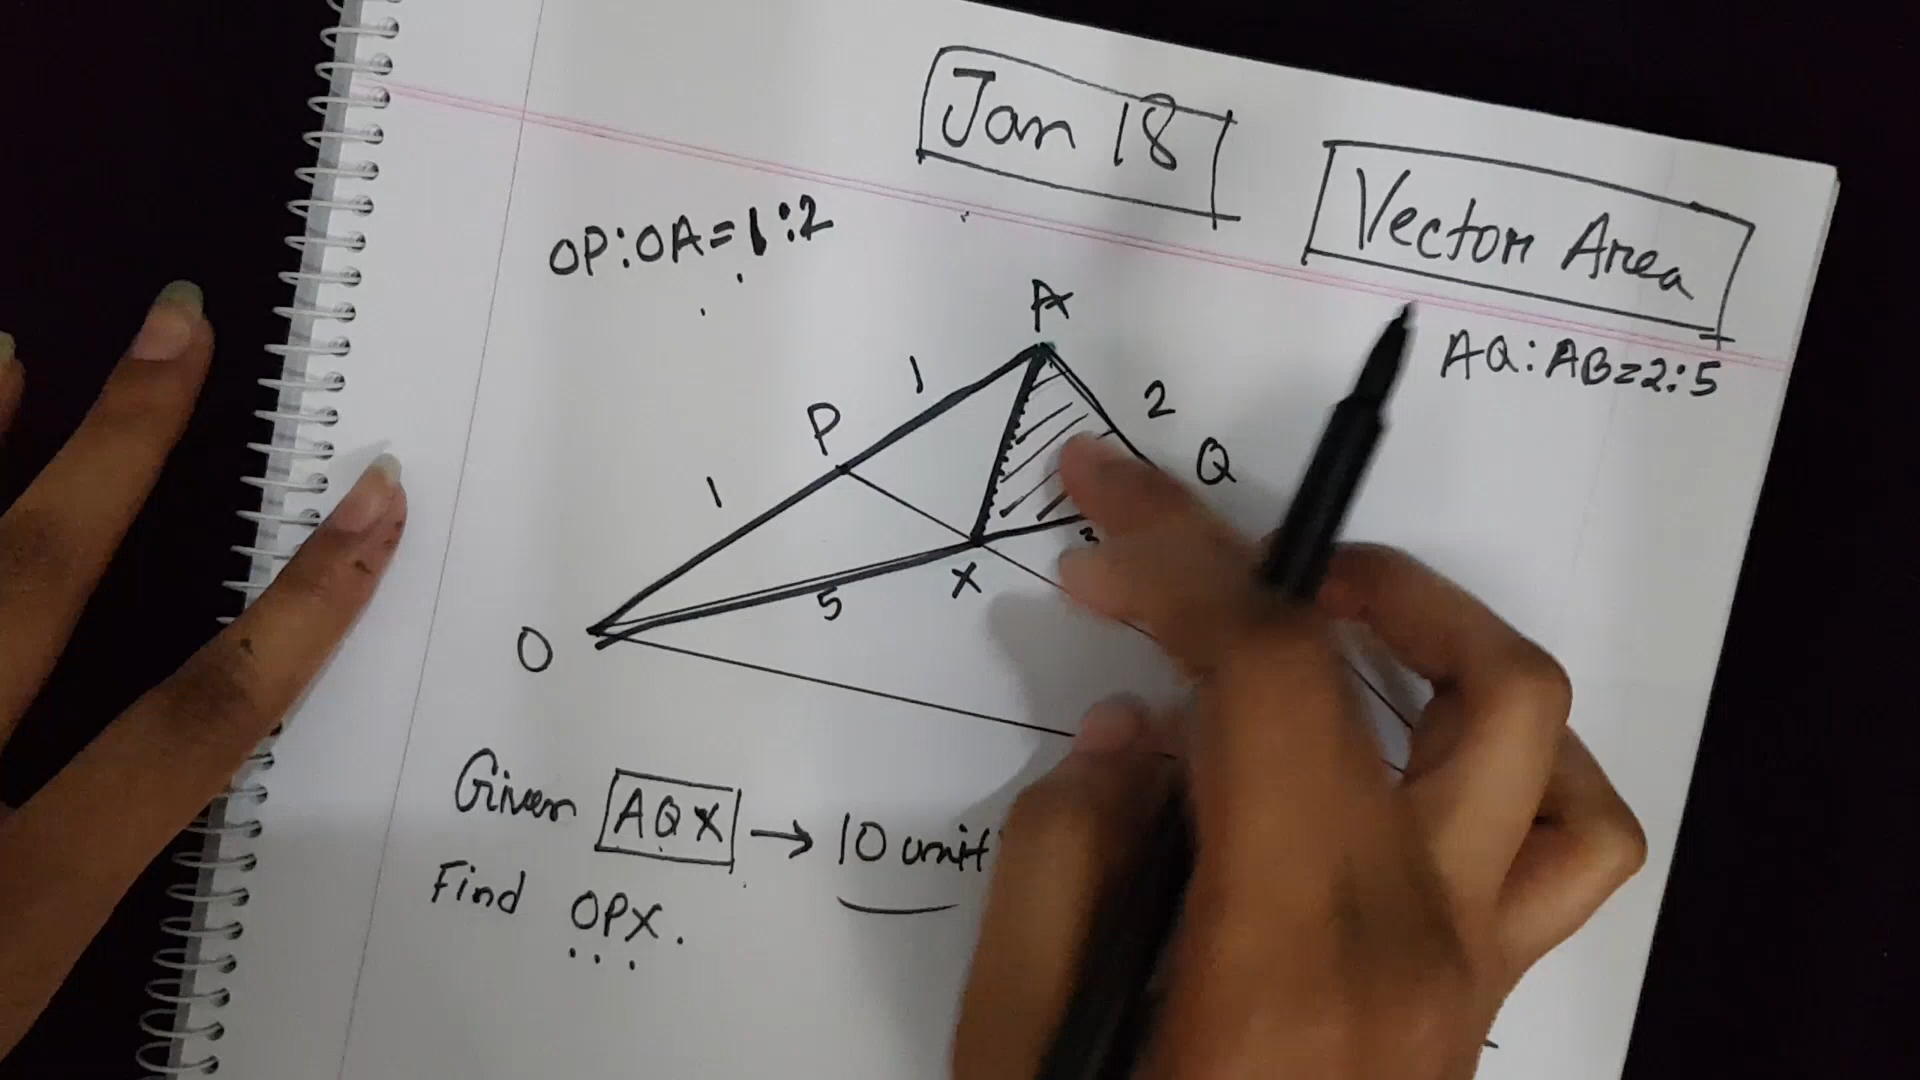 Jan 18
Vector Area
OP:OA=1:2
AQ:AB=2:5
A
1
2
P
Q
1
X
5
O
Given AQX → 10 unit
Find OPX.